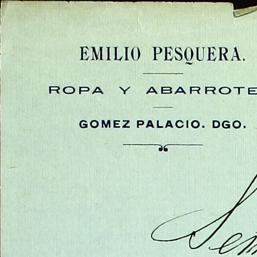 EMILIO PESQUERA.
ROPA Y ABARROTE
GOMEZ PALACIO. DGO.